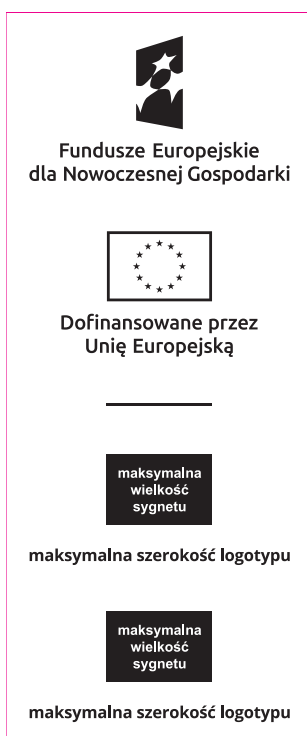 Fundusze Europejskie
dla Nowoczesnej Gospodarki
Dofinansowane przez
Unię Europejską
maksymalna
wielkość
sygnetu
maksymalna szerokość logotypu
maksymalna
wielkość
sygnetu
maksymalna szerokość logotypu